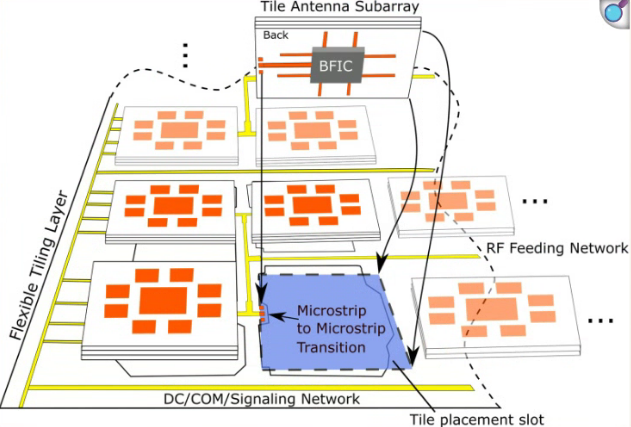 Tile Antenna Subarray
Back
BFIC
Flexible Tiling Layer
RF Feeding Network
Microstrip
to Microstrip
Transition
DC/COM/Signaling Network
Tile placement slot